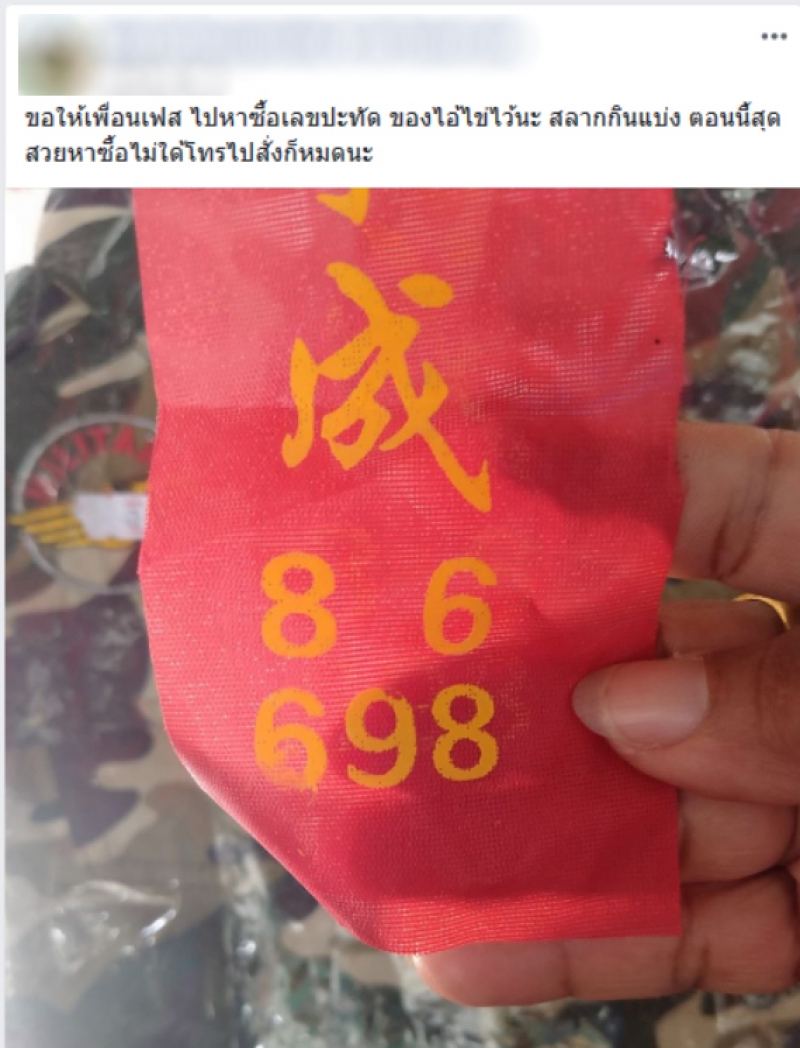 ขอให้เพื่อนเฟส ไปหาซื้อเลขปะทัด ของไอ้ไข่ไว้นะ สลากกินแบ่ง ตอนนี้สุด
สวยหาซื้อไม่ใด้โทรไปสั่งก็หมดนะ
成
8 6
698